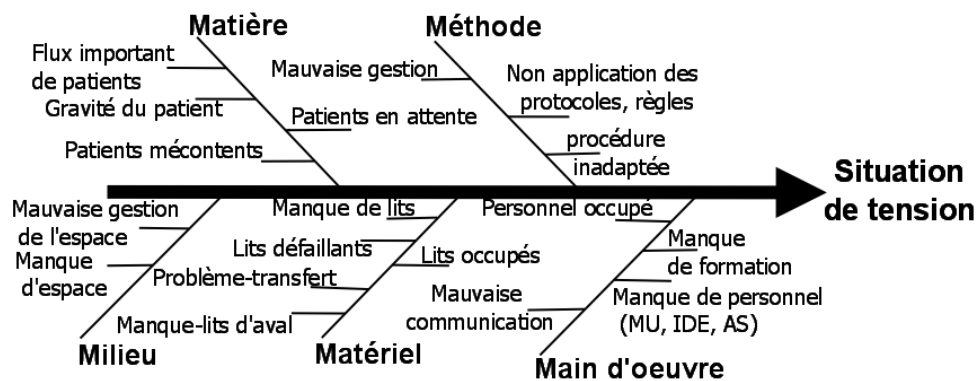 Matière
Flux important
de patients
Gravité du patient
Patients en attente
Patients mécontents
Méthode
Mauvaise gestion
Non application des
protocoles, règles
procédure
inadaptée
Situation
de tension
Mauvaise gestion
de l'espace
Manque
d'espace
Milieu
Manque de lits
Lits défaillants
Lits occupés
Problème-transfert
Manque-lits d'aval
Matériel
Personnel occupé
Manque
de formation
Manque de personnel
(MU, IDE, AS)
Mauvaise
communication
Main d'oeuvre